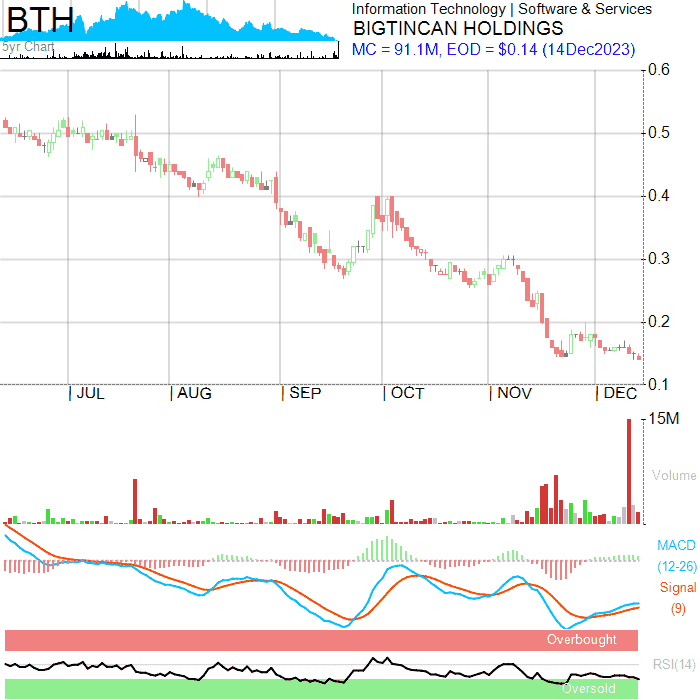 BTH
5yr Chart
Information Technology | Software & Services
BIGTINCAN HOLDINGS
MC = 91.1M, EOD = $0.14 (14Dec2023)
0.6
0.5
0.4
0.3
0.2
0.1
JUL AUG SEP OCT NOV DEC
15M
Volume
MACD
(12-26)
Signal
(9)
Overbought
RSI(14)
Oversold